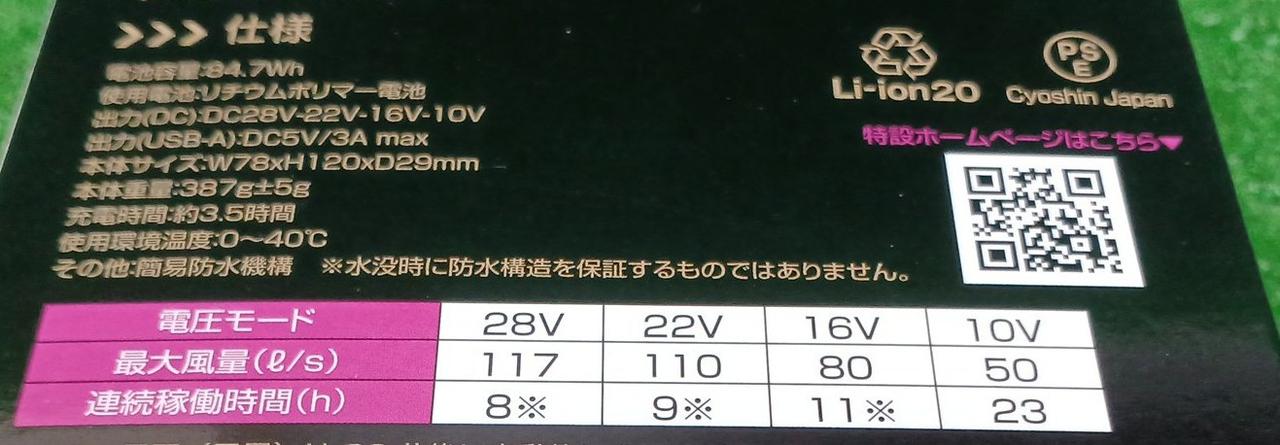 >>> 仕様
電池容量:84.7Wh
使用電池:リチウムポリマー電池
出力(DC):DC28V-22V-16V-10V
出力(USB-A):DC5V/3A max
本体サイズ:W78xH120xD29mm
本体重量:387g±5g
充電時間:約3.5時間
使用環境温度:0〜40℃
その他:簡易防水機構 ※水没時に防水構造を保証するものではありません。
Li-ion20
PSE
Cyoshin Japan
特設ホームページはこちら▼
電圧モード 28V 22V 16V 10V
最大風量(ℓ/s) 117 110 80 50
連続稼働時間(h) 8※ 9※ 11※ 23